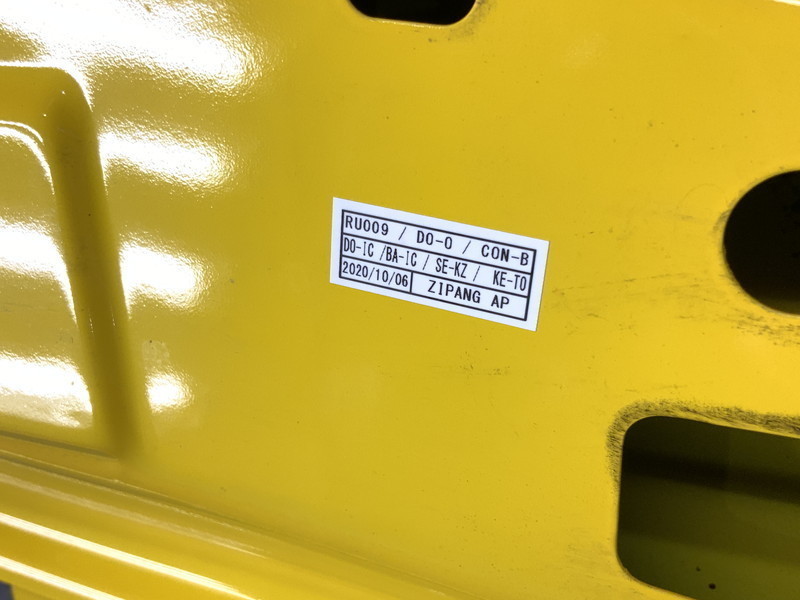 RU009 / DO-O / CON-B
DO-IC /BA-IC / SE-KZ / KE-TO
2020/10/06 ZIPANG AP